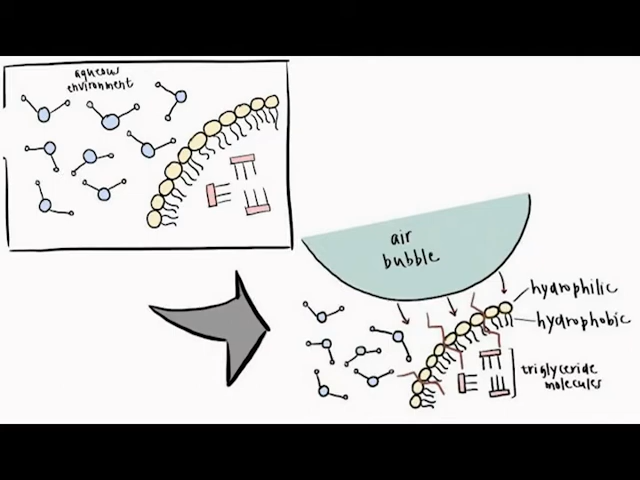 aqueous
environment
air
bubble
hydrophilic
hydrophobic
triglyceride
molecules